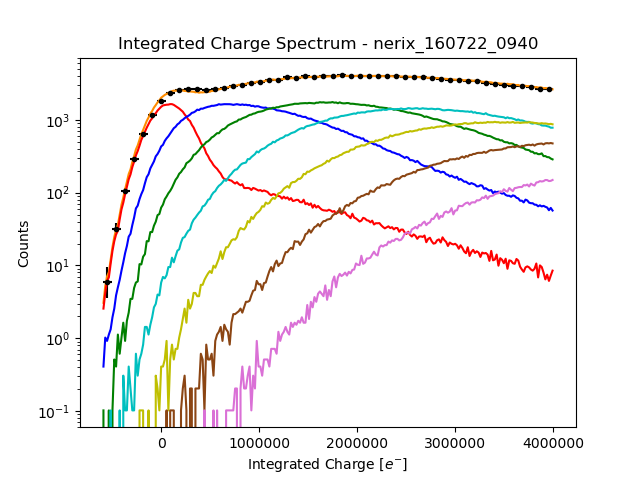 Integrated Charge Spectrum - nerix_160722_0940
Counts
10³
10²
10¹
10⁰
10⁻¹
0 1000000 2000000 3000000 4000000
Integrated Charge [e⁻]